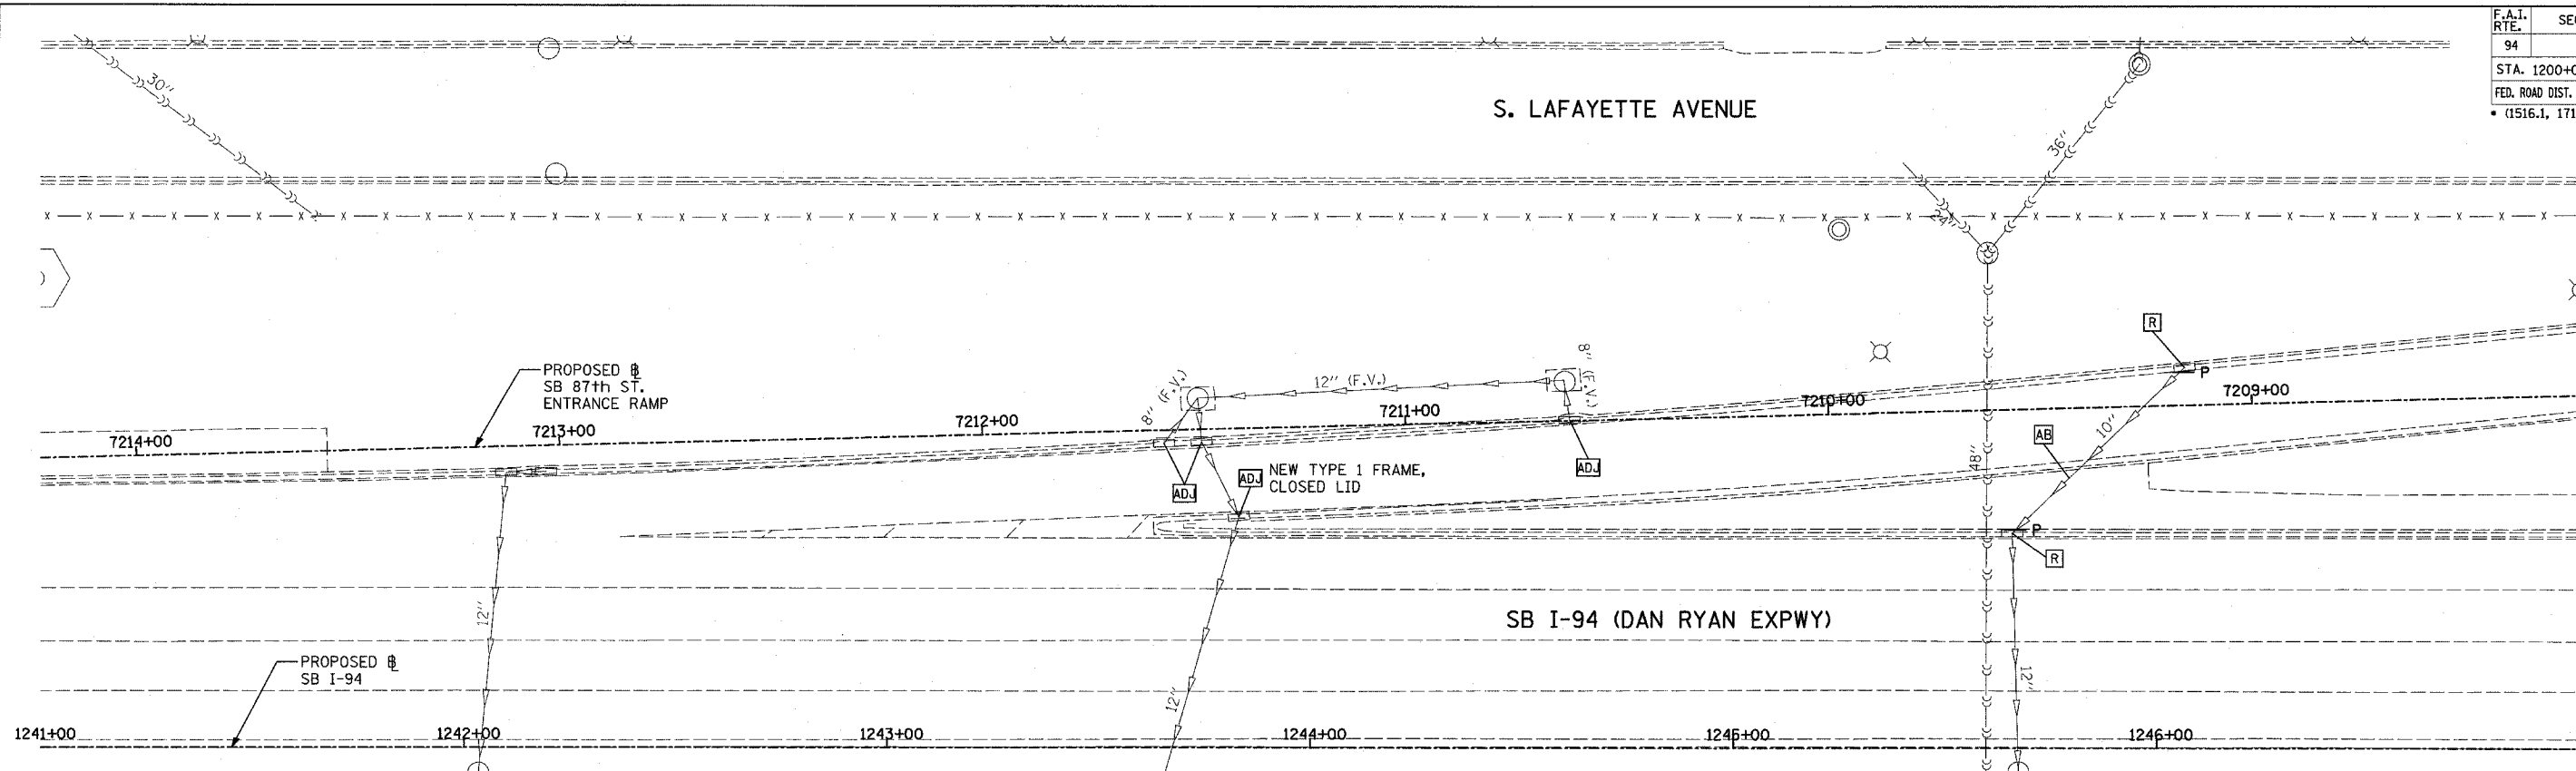 F.A.I.
RTE.
94
STA. 1200+
FED. ROAD DIST.
• (1516.1, 171
30"
S. LAFAYETTE AVENUE
36"
24"
R
P
PROPOSED B̲L
SB 87th ST.
ENTRANCE RAMP
8" (F.V.)
12" (F.V.)
8" (F.V.)
7214+00
7213+00
7212+00
7211+00
7210+00
7209+00
10"
AB
48"
ADJ
ADJ
NEW TYPE 1 FRAME,
CLOSED LID
ADJ
P
R
12"
SB I-94 (DAN RYAN EXPWY)
PROPOSED B̲L
SB I-94
12"
12"
1241+00
1242+00
1243+00
1244+00
1245+00
1246+00